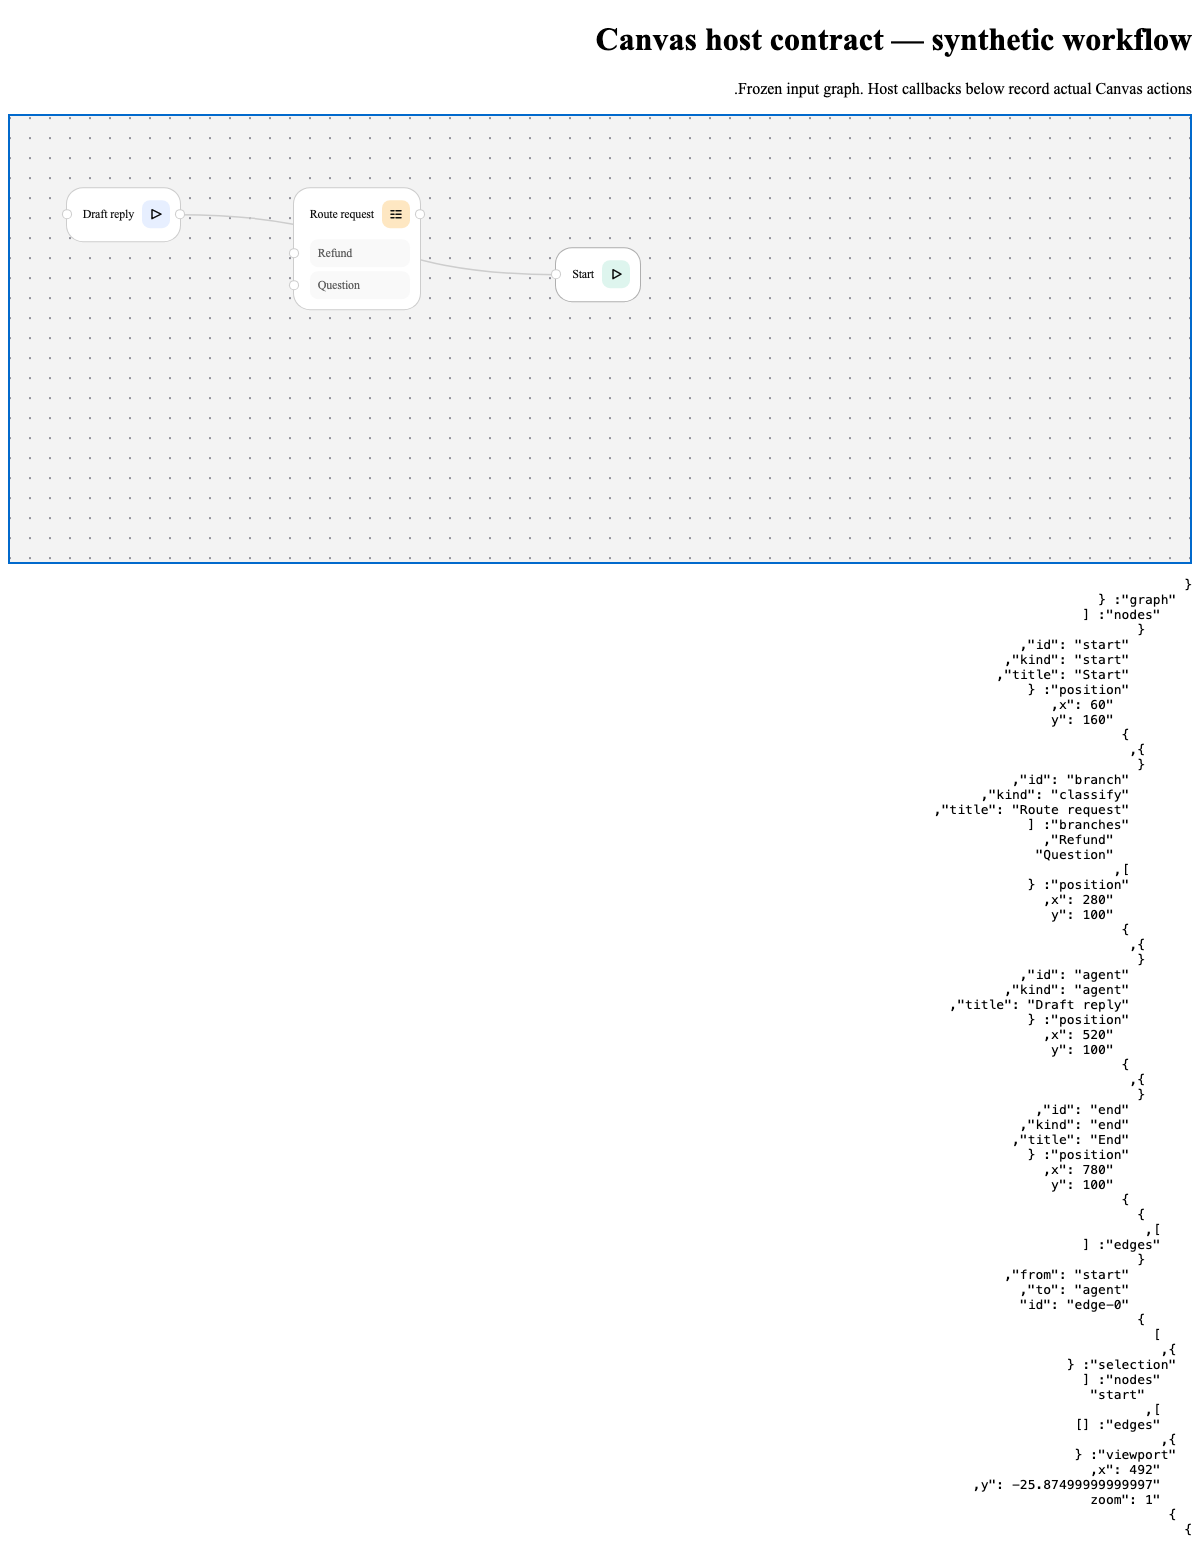 Canvas host contract — synthetic workflow
Frozen input graph. Host callbacks below record actual Canvas actions.
Draft reply
Route request
Refund
Question
Start
{
"graph": {
"nodes": [
{
"id": "start",
"kind": "start",
"title": "Start",
"position": {
"x": 60,
"y": 160
}
},
{
"id": "branch",
"kind": "classify",
"title": "Route request",
"branches": [
"Refund",
"Question"
],
"position": {
"x": 280,
"y": 100
}
},
{
"id": "agent",
"kind": "agent",
"title": "Draft reply",
"position": {
"x": 520,
"y": 100
}
},
{
"id": "end",
"kind": "end",
"title": "End",
"position": {
"x": 780,
"y": 100
}
}
],
"edges": [
{
"from": "start",
"to": "agent",
"id": "edge-0"
}
]
},
"selection": {
"nodes": [
"start"
],
"edges": []
},
"viewport": {
"x": 492,
"y": -25.87499999999997,
"zoom": 1
}
}